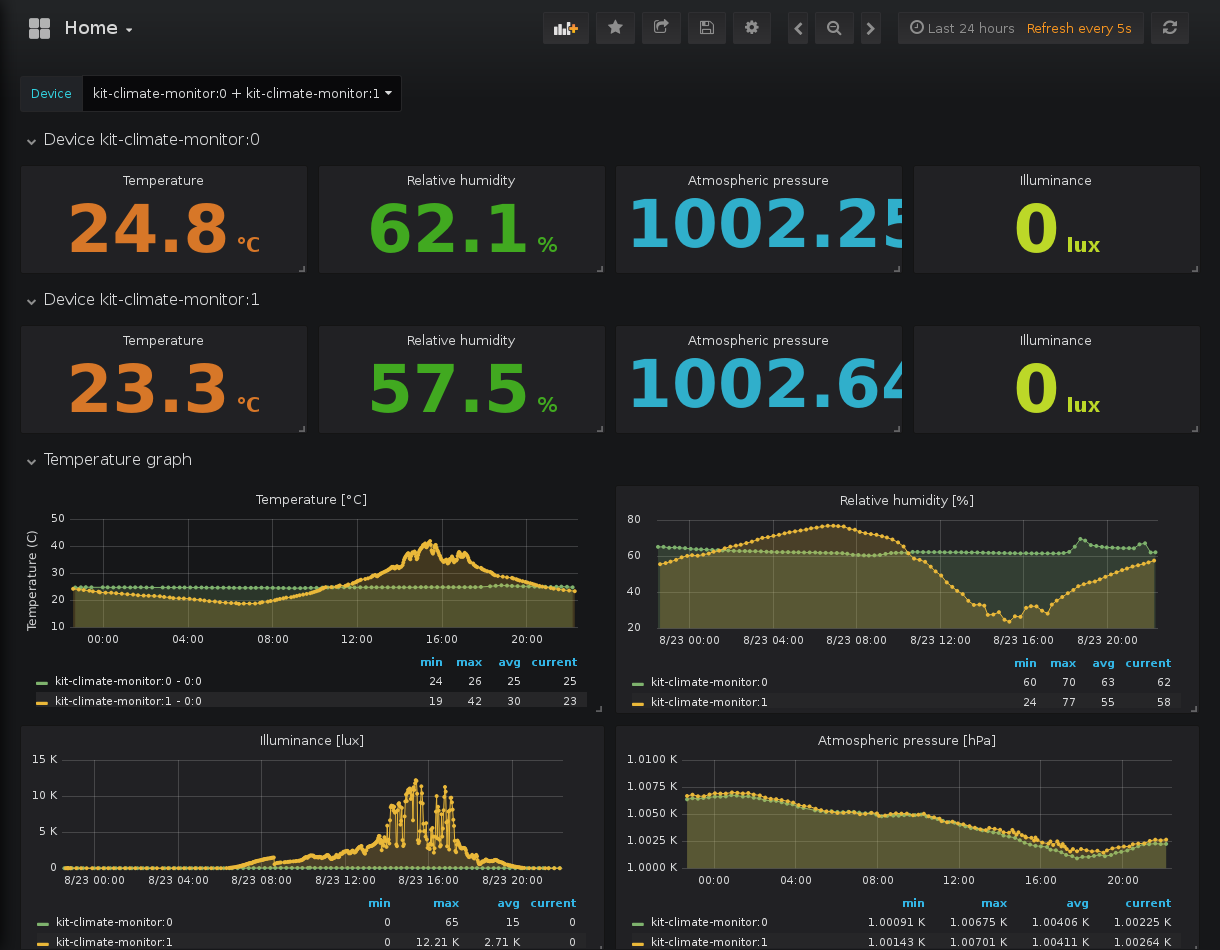 Home
Last 24 hours Refresh every 5s
Device kit-climate-monitor:0 + kit-climate-monitor:1
Device kit-climate-monitor:0
Temperature Relative humidity Atmospheric pressure Illuminance
24.8 °C 62.1 % 1002.25 0 lux
Device kit-climate-monitor:1
Temperature Relative humidity Atmospheric pressure Illuminance
23.3 °C 57.5 % 1002.64 0 lux
Temperature graph
Temperature [°C]
Temperature (C)
50
40
30
20
10
00:00 04:00 08:00 12:00 16:00 20:00
min max avg current
kit-climate-monitor:0 - 0:0 24 26 25 25
kit-climate-monitor:1 - 0:0 19 42 30 23
Relative humidity [%]
80
60
40
20
8/23 00:00 8/23 04:00 8/23 08:00 8/23 12:00 8/23 16:00 8/23 20:00
min max avg current
kit-climate-monitor:0 60 70 63 62
kit-climate-monitor:1 24 77 55 58
Illuminance [lux]
15 K
10 K
5 K
0
8/23 00:00 8/23 04:00 8/23 08:00 8/23 12:00 8/23 16:00 8/23 20:00
min max avg current
kit-climate-monitor:0 0 65 15 0
kit-climate-monitor:1 0 12.21 K 2.71 K 0
Atmospheric pressure [hPa]
1.0100 K
1.0075 K
1.0050 K
1.0025 K
1.0000 K
00:00 04:00 08:00 12:00 16:00 20:00
min max avg current
kit-climate-monitor:0 1.00091 K 1.00675 K 1.00406 K 1.00225 K
kit-climate-monitor:1 1.00143 K 1.00701 K 1.00411 K 1.00264 K